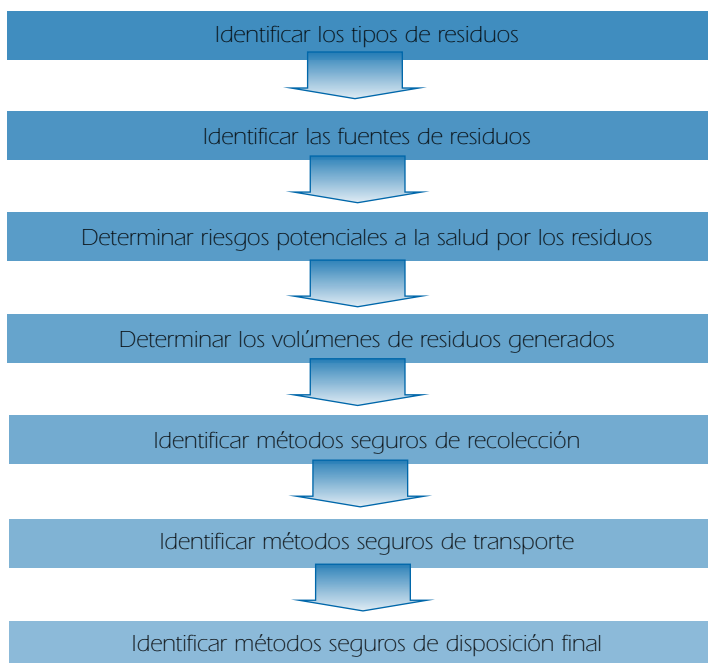 Identificar los tipos de residuos
Identificar las fuentes de residuos
Determinar riesgos potenciales a la salud por los residuos
Determinar los volúmenes de residuos generados
Identificar métodos seguros de recolección
Identificar métodos seguros de transporte
Identificar métodos seguros de disposición final